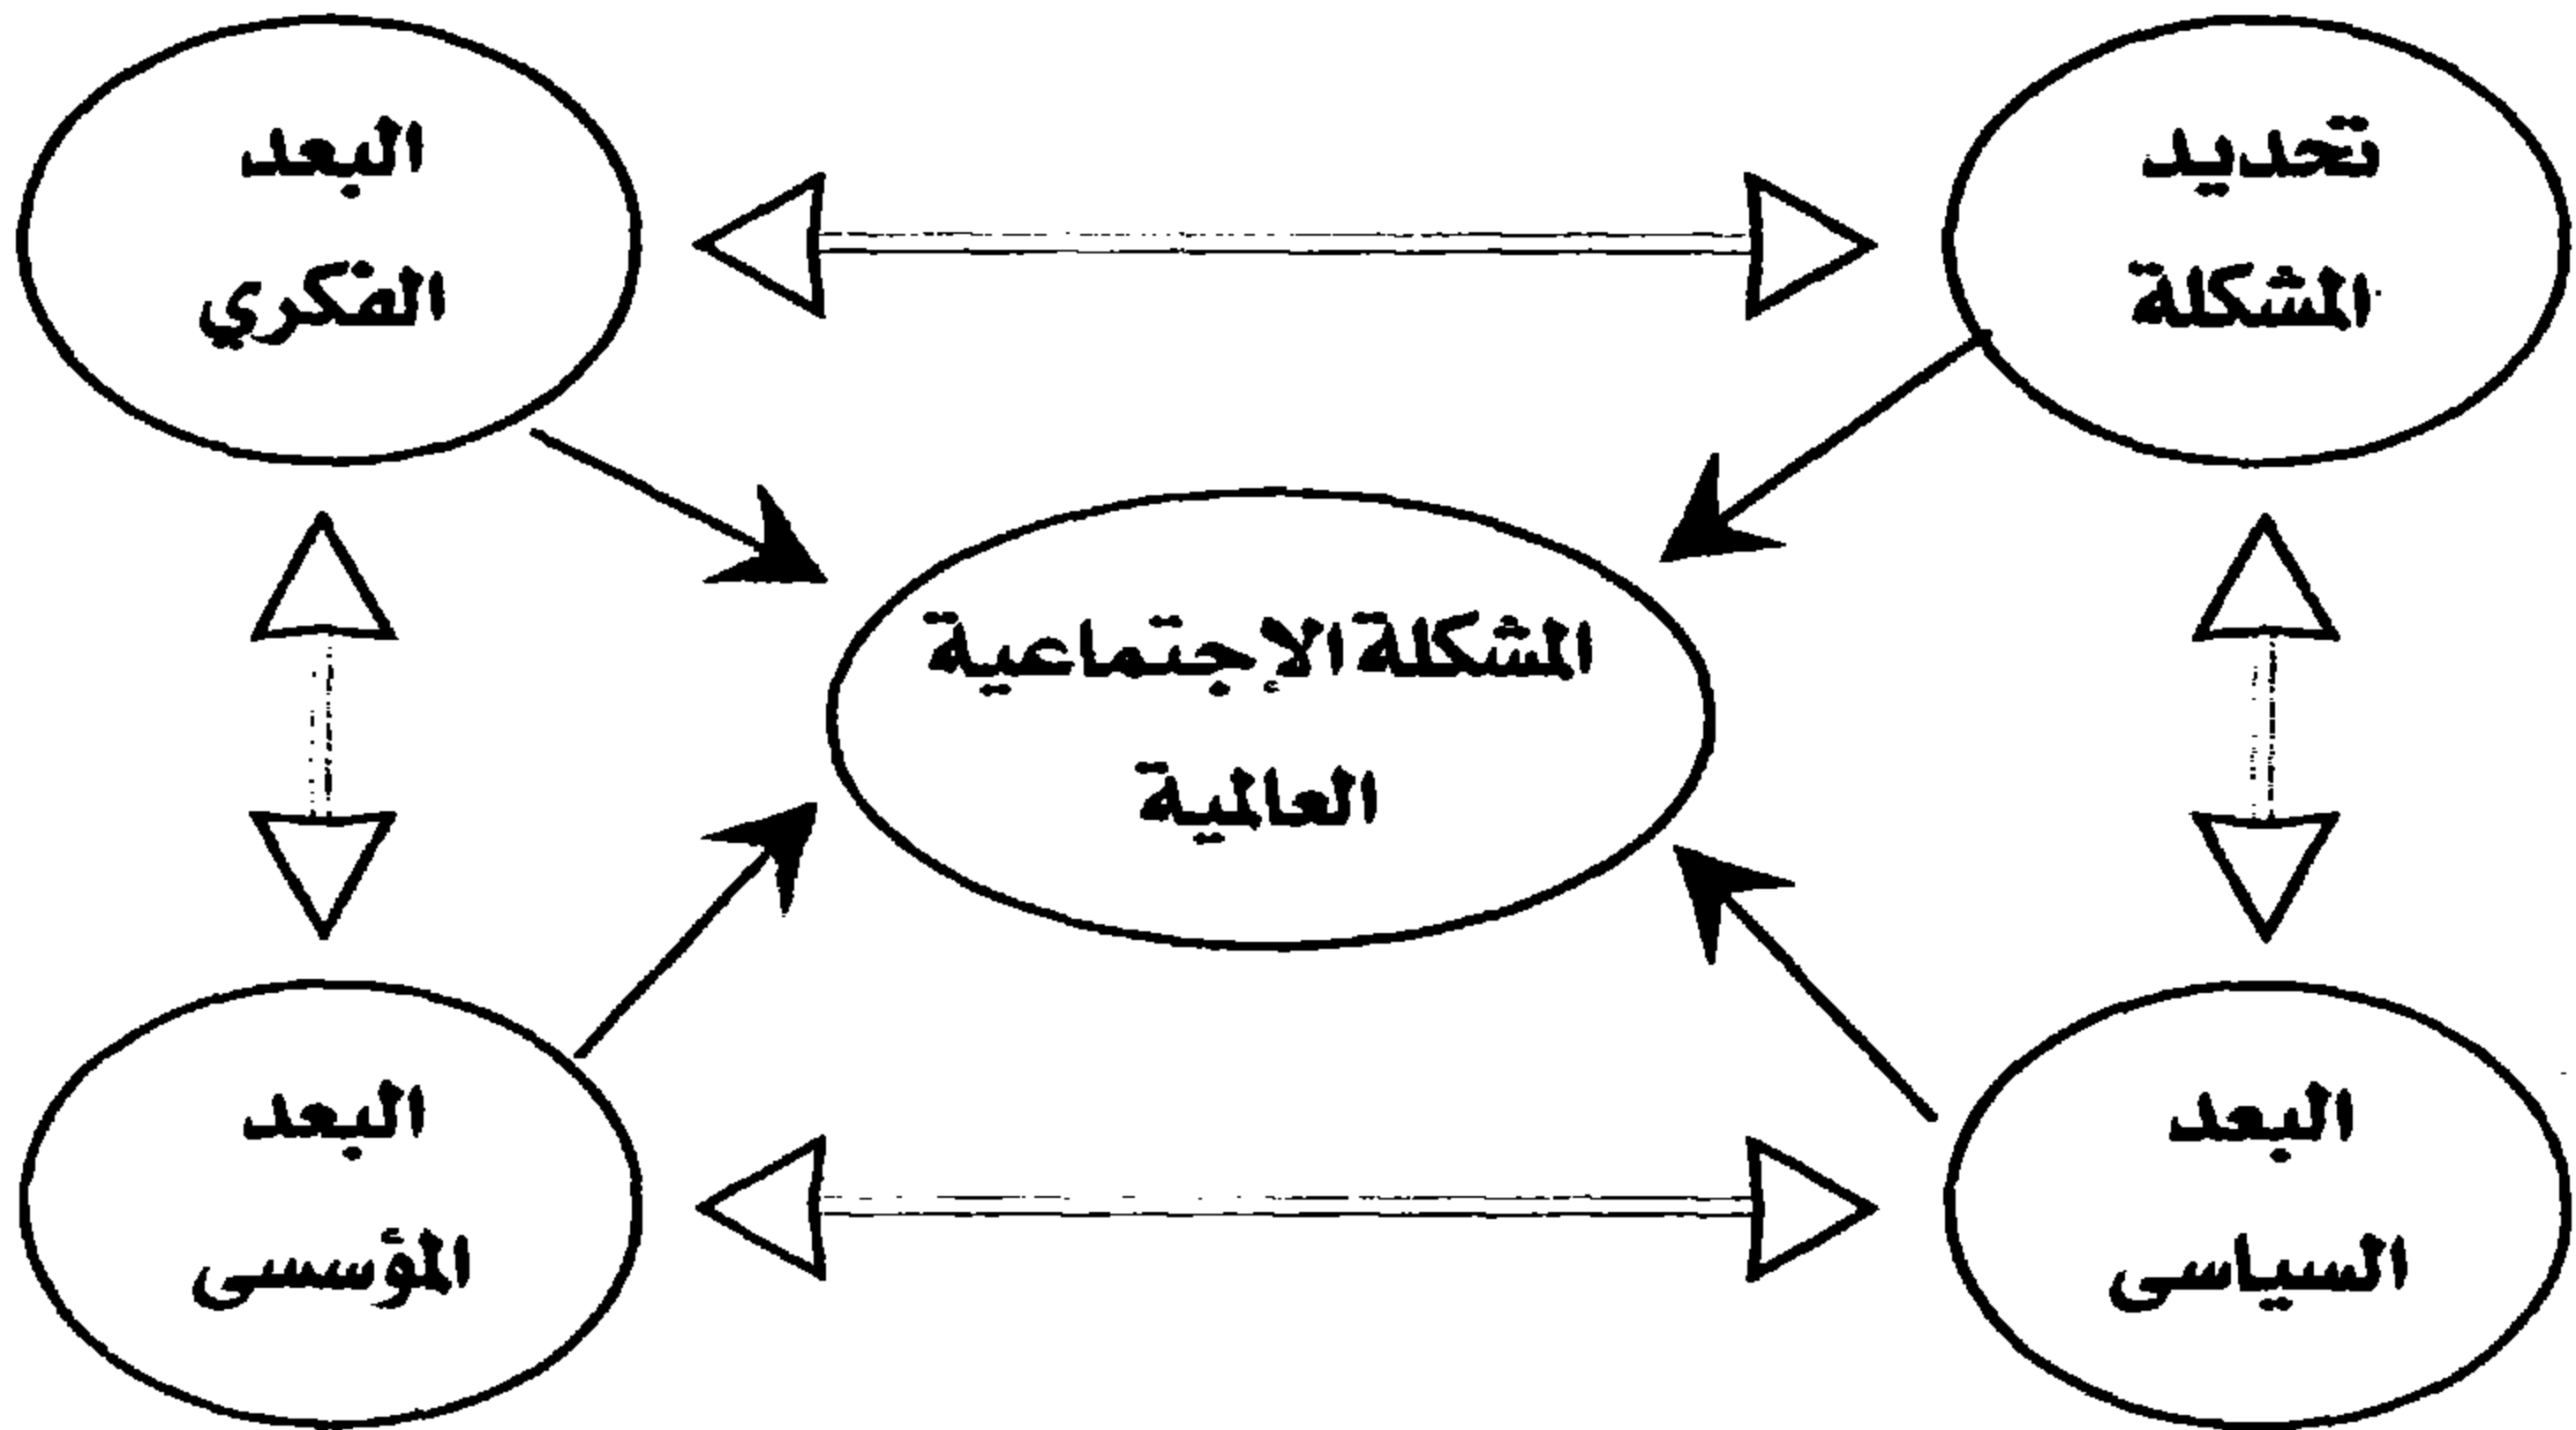 تحديد
المشكلة
البعد
الفكري
المشكلة الإجتماعية
العالمية
البعد
السياسى
البعد
المؤسسى